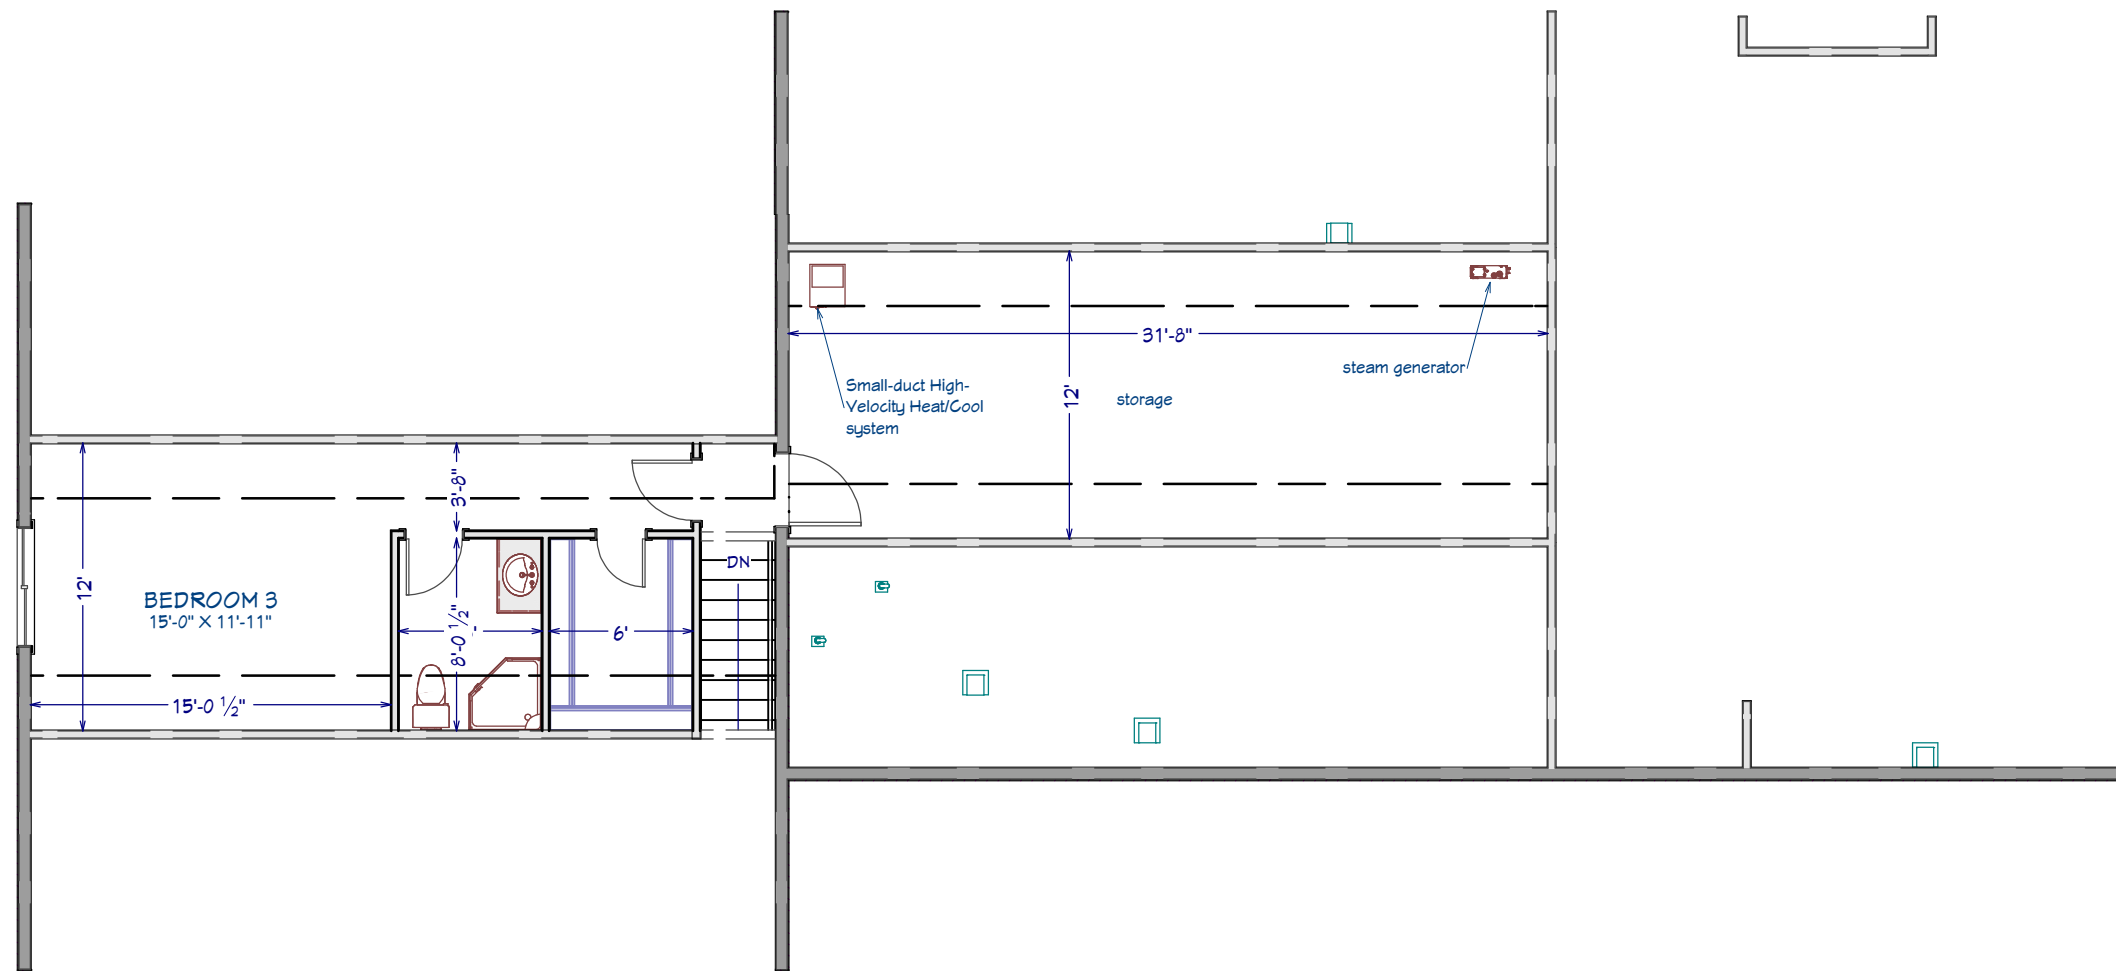 31'-8"
steam generator
Small-duct High-
Velocity Heat/Cool
system
12'
storage
3'-8"
DN
12'
BEDROOM 3
15'-0" X 11'-11"
8'-0 1/2"
6'
15'-0 1/2"